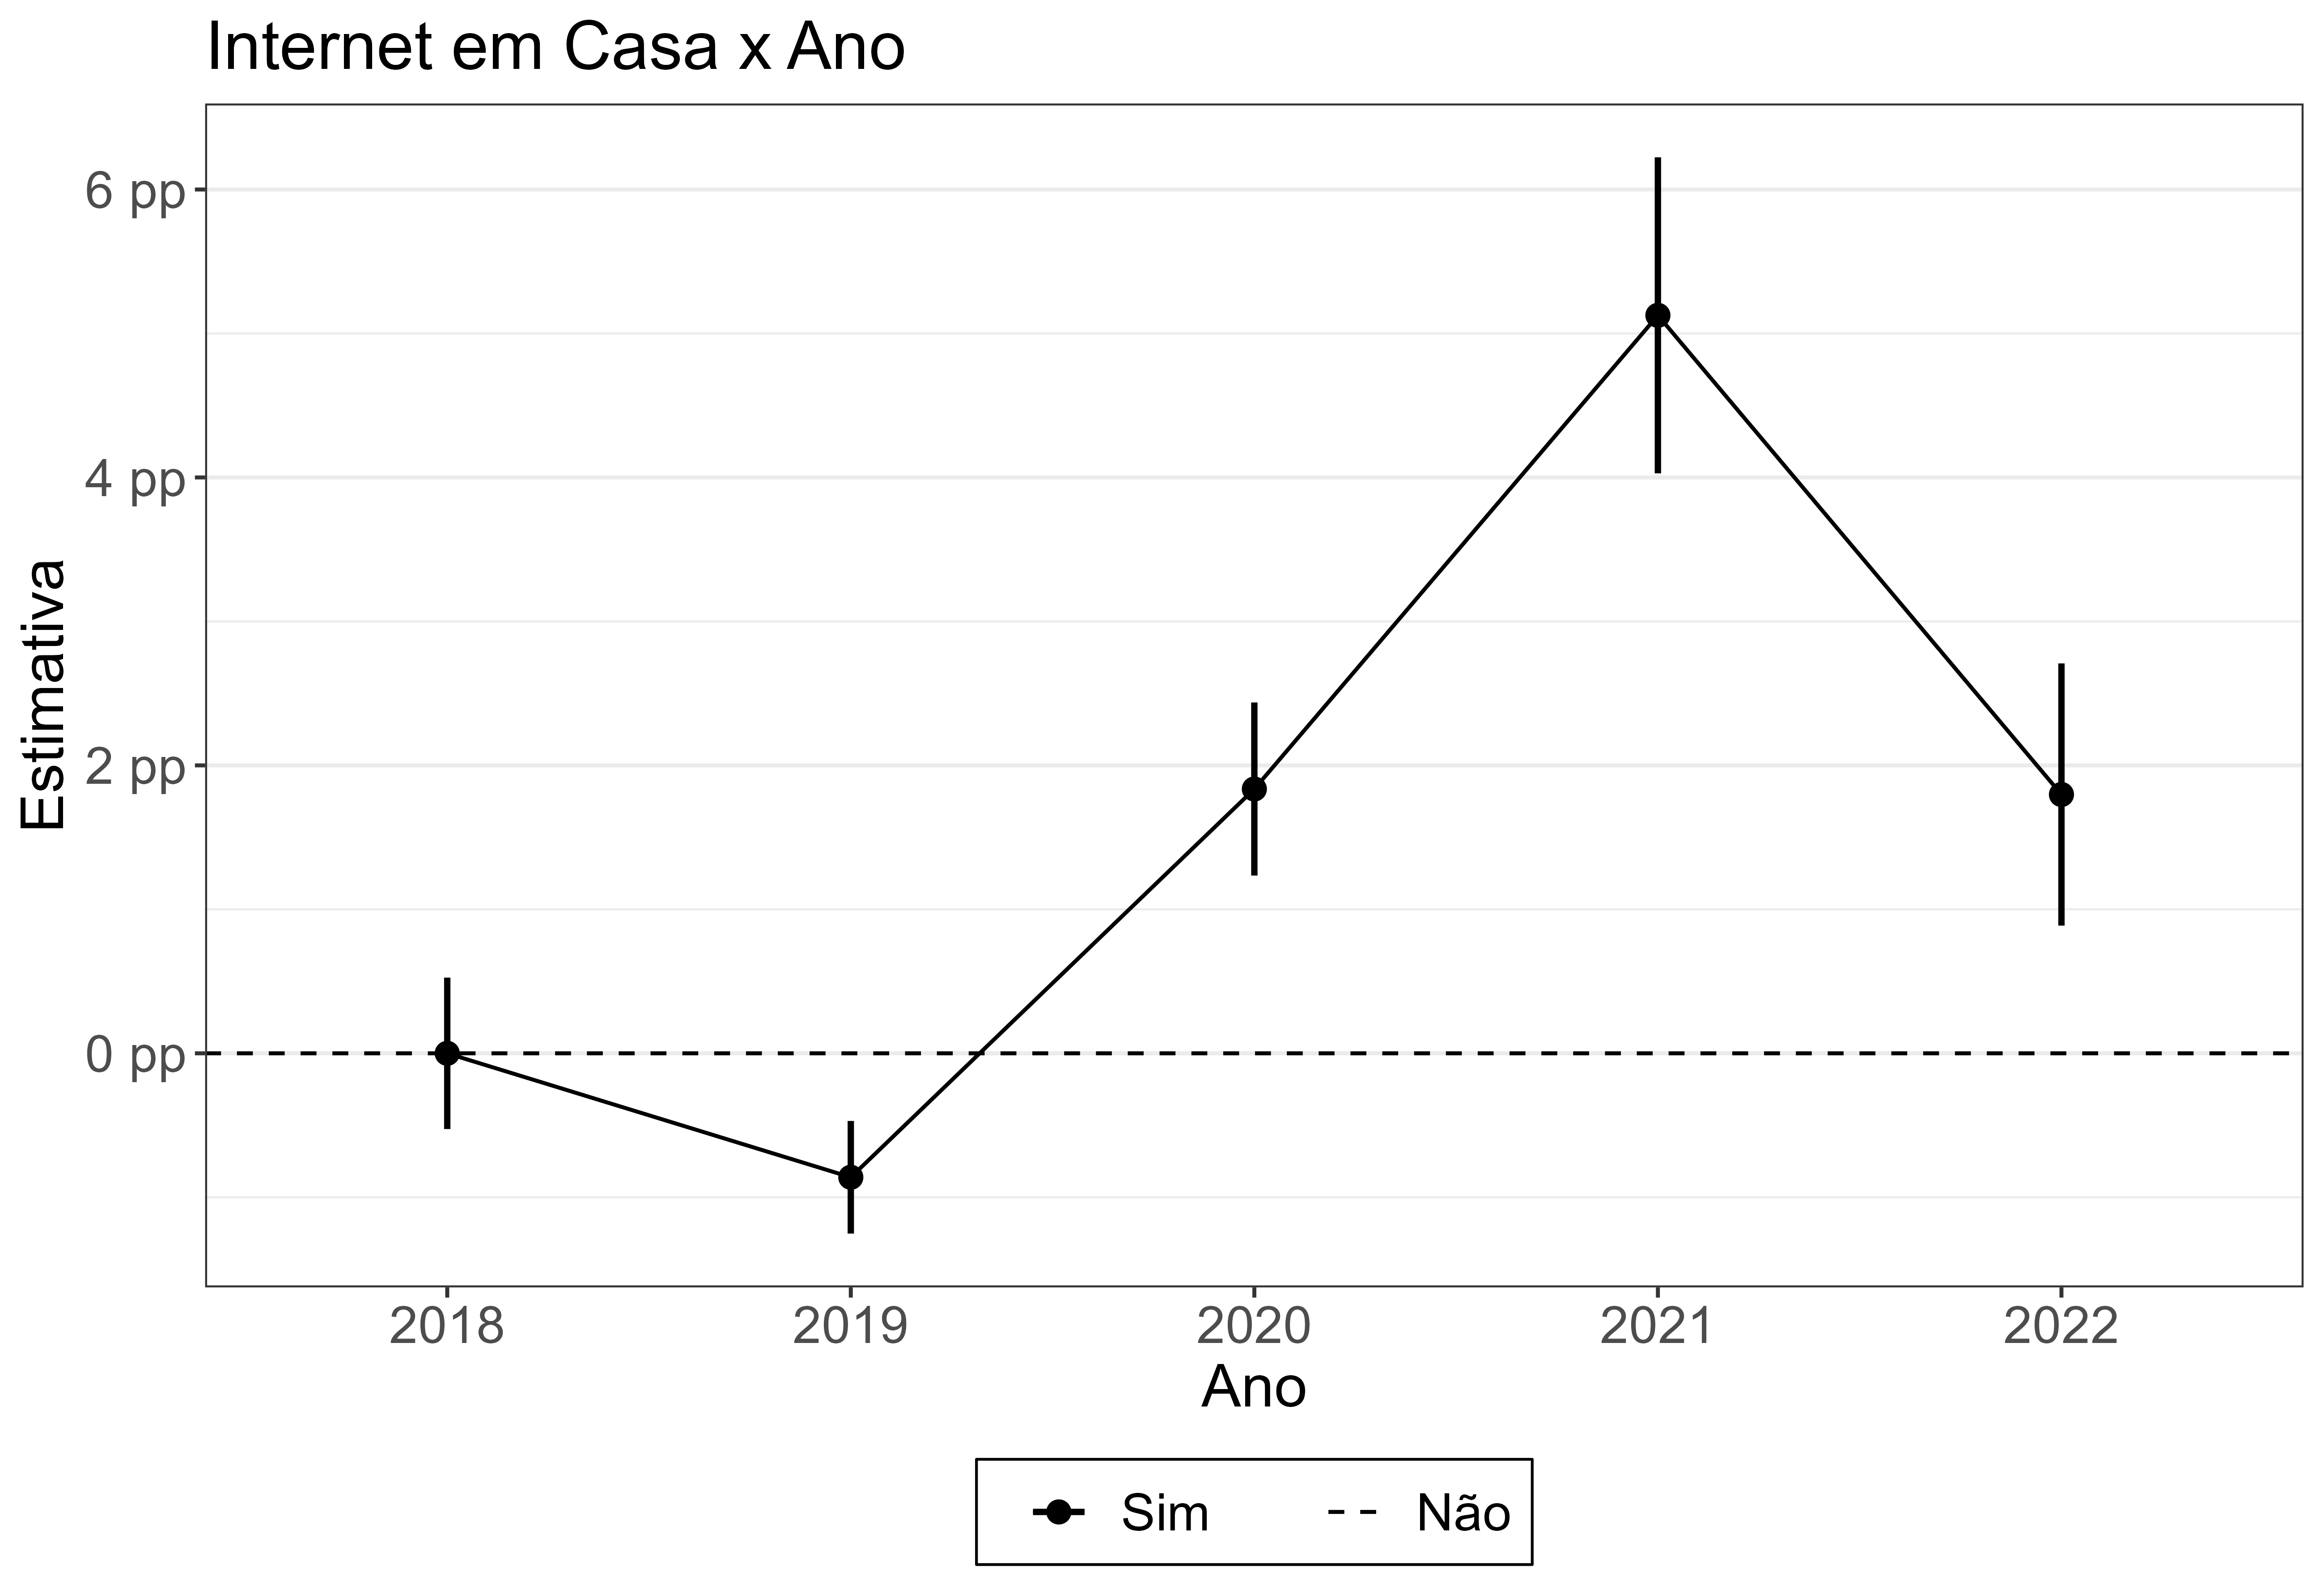 Internet em Casa x Ano
6 pp
4 pp
2 pp
0 pp
Estimativa
2018 2019 2020 2021 2022
Ano
Sim Não